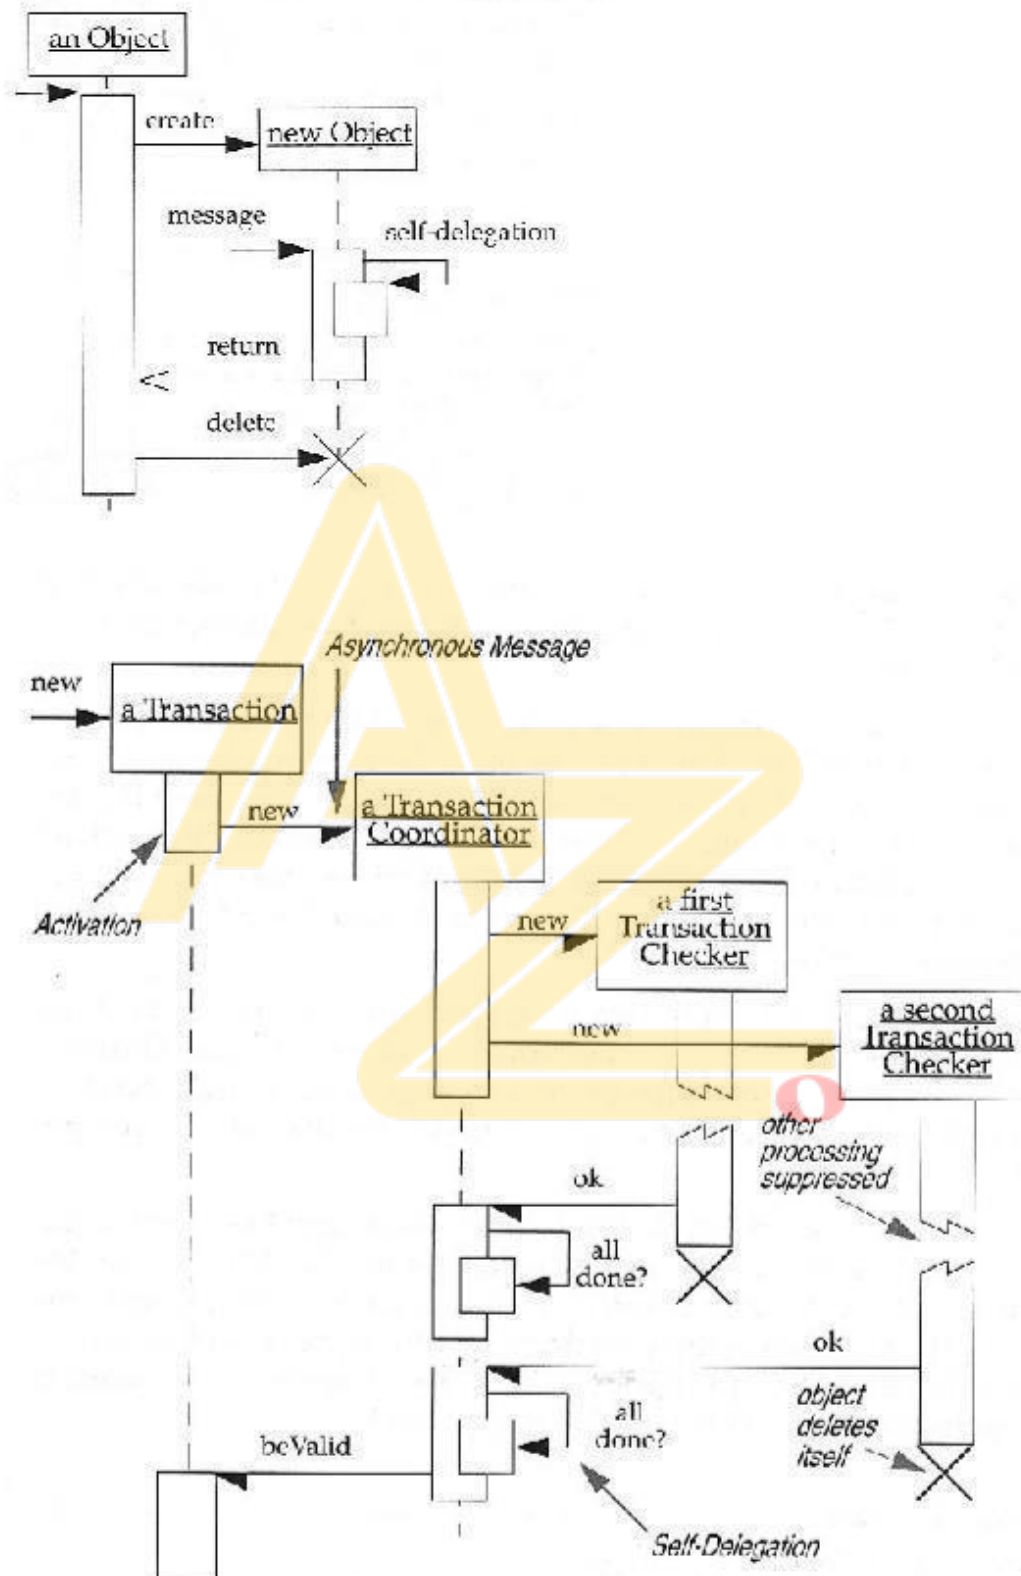 an Object
create
new Object
message
self-delegation
return
delete
Asynchronous Message
new
a Transaction
new
a Transaction
Coordinator
Activation
new
a first
Transaction
Checker
new
a second
Transaction
Checker
other
processing
suppressed
ok
all
done?
ok
object
deletes
itself
all
done?
beValid
Self-Delegation
AZ.